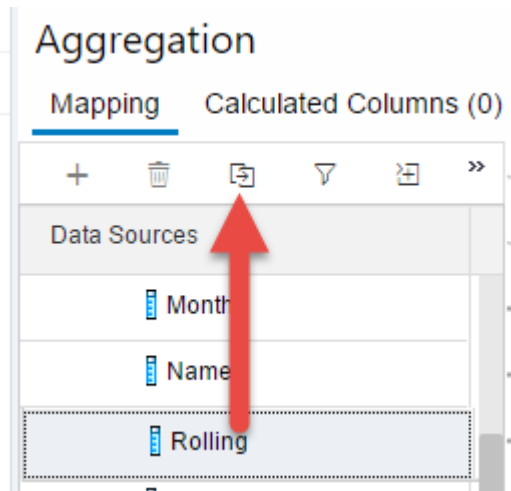 Aggregation
Mapping Calculated Columns (0)
Data Sources
Month
Name
Rolling